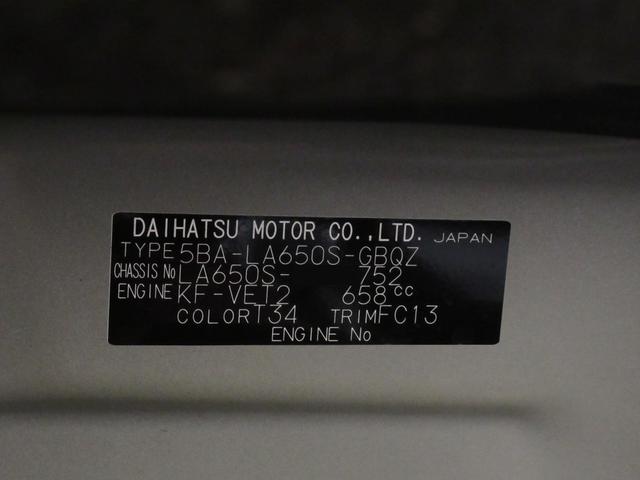 DAIHATSU MOTOR CO.,LTD. JAPAN
TYPE 5BA-LA650S-GBQZ
CHASSIS No LA650S- 752
ENGINE KF-VET2 658cc
COLOR T34 TRIM FC13
ENGINE No